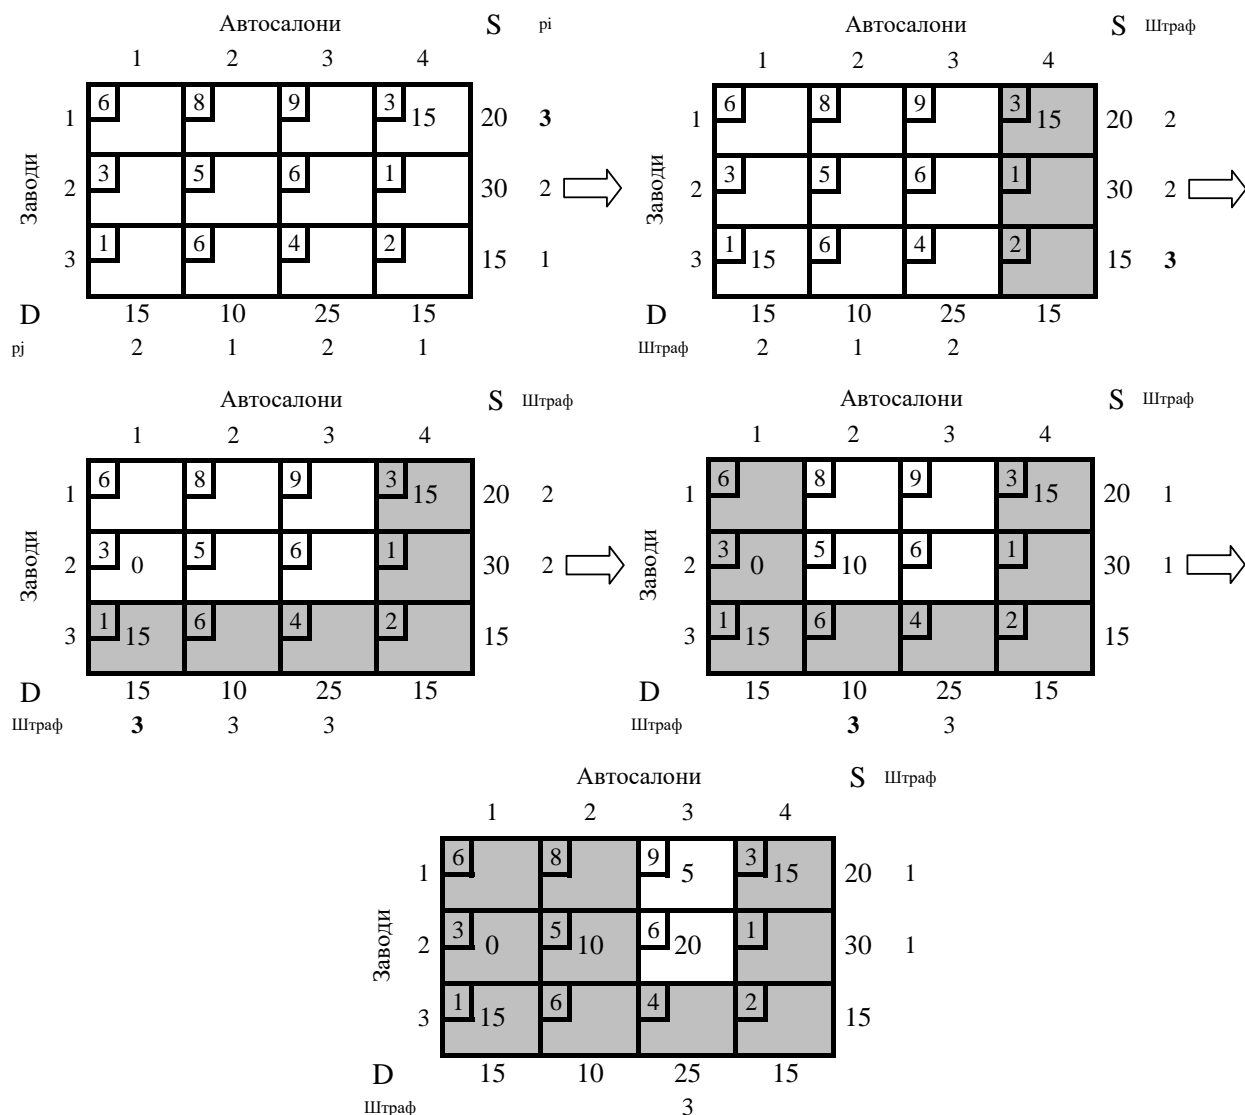 Автосалони S pi
1 2 3 4
1 6 8 9 3 15 20 3
Заводи
2 3 5 6 1 30 2
3 1 6 4 2 15 1
D 15 10 25 15
pj 2 1 2 1
Автосалони S Штраф
1 2 3 4
1 6 8 9 3 15 20 2
Заводи
2 3 5 6 1 30 2
3 1 15 6 4 2 15 3
D 15 10 25 15
Штраф 2 1 2
Автосалони S Штраф
1 2 3 4
1 6 8 9 3 15 20 2
Заводи
2 3 0 5 6 1 30 2
3 1 15 6 4 2 15
D 15 10 25 15
Штраф 3 3 3
Автосалони S Штраф
1 2 3 4
1 6 8 9 3 15 20 1
Заводи
2 3 0 5 10 6 1 30 1
3 1 15 6 4 2 15
D 15 10 25 15
Штраф 3 3
Автосалони S Штраф
1 2 3 4
1 6 8 9 5 3 15 20 1
Заводи
2 3 0 5 10 6 20 1 30 1
3 1 15 6 4 2 15
D 15 10 25 15
Штраф 3